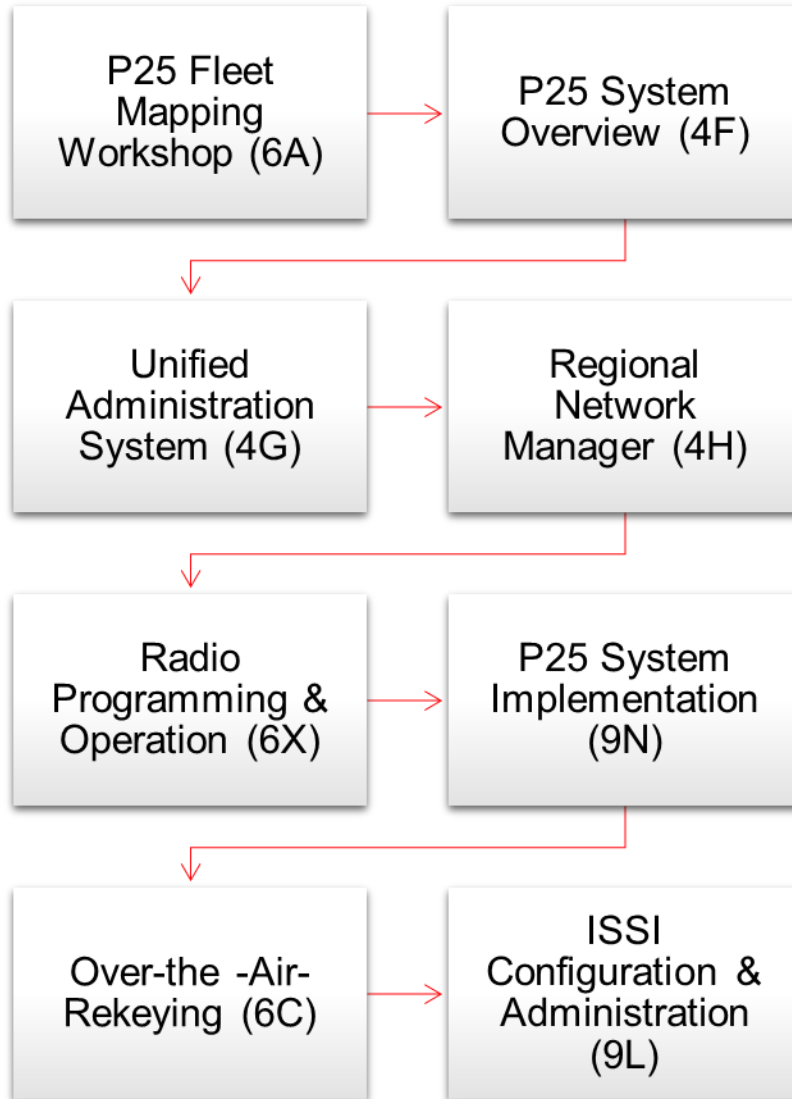 P25 Fleet
Mapping
Workshop (6A)
P25 System
Overview (4F)
Unified
Administration
System (4G)
Regional
Network
Manager (4H)
Radio
Programming &
Operation (6X)
P25 System
Implementation
(9N)
Over-the -Air-
Rekeying (6C)
ISSI
Configuration &
Administration
(9L)